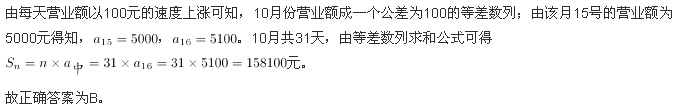 由每天营业额以100元的速度上涨可知，10月份营业额成一个公差为100的等差数列；由该月15号的营业额为
5000元得知，a₁₅ = 5000，a₁₆ = 5100。10月共31天，由等差数列求和公式可得
Sₙ = n × a中 = 31 × a₁₆ = 31 × 5100 = 158100元。
故正确答案为B。